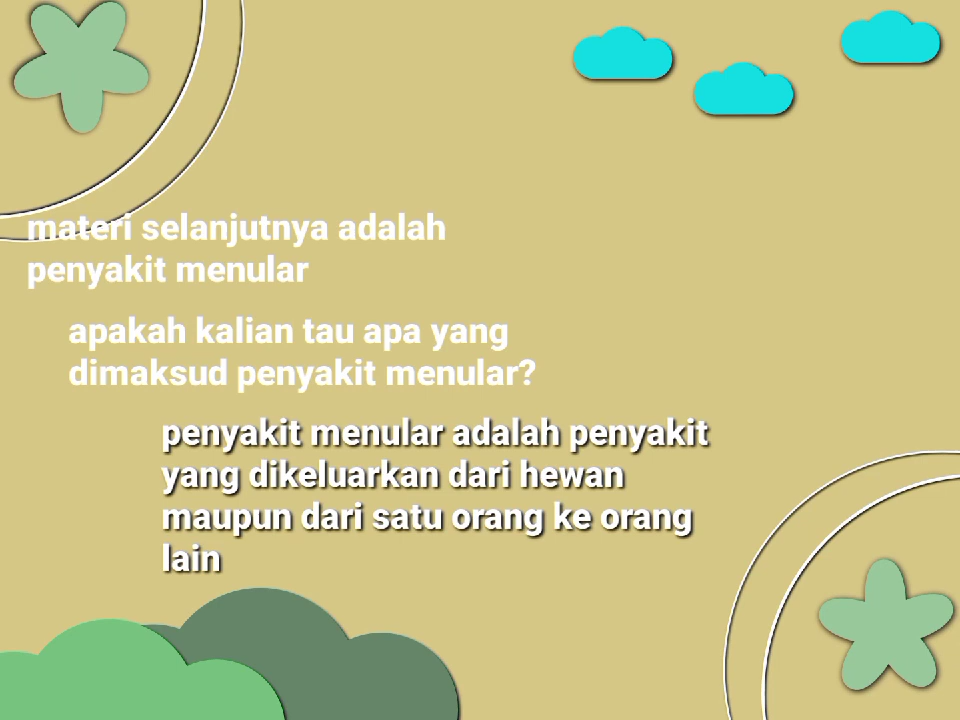 materi selanjutnya adalah
penyakit menular
apakah kalian tau apa yang
dimaksud penyakit menular?
penyakit menular adalah penyakit
yang dikeluarkan dari hewan
maupun dari satu orang ke orang
lain